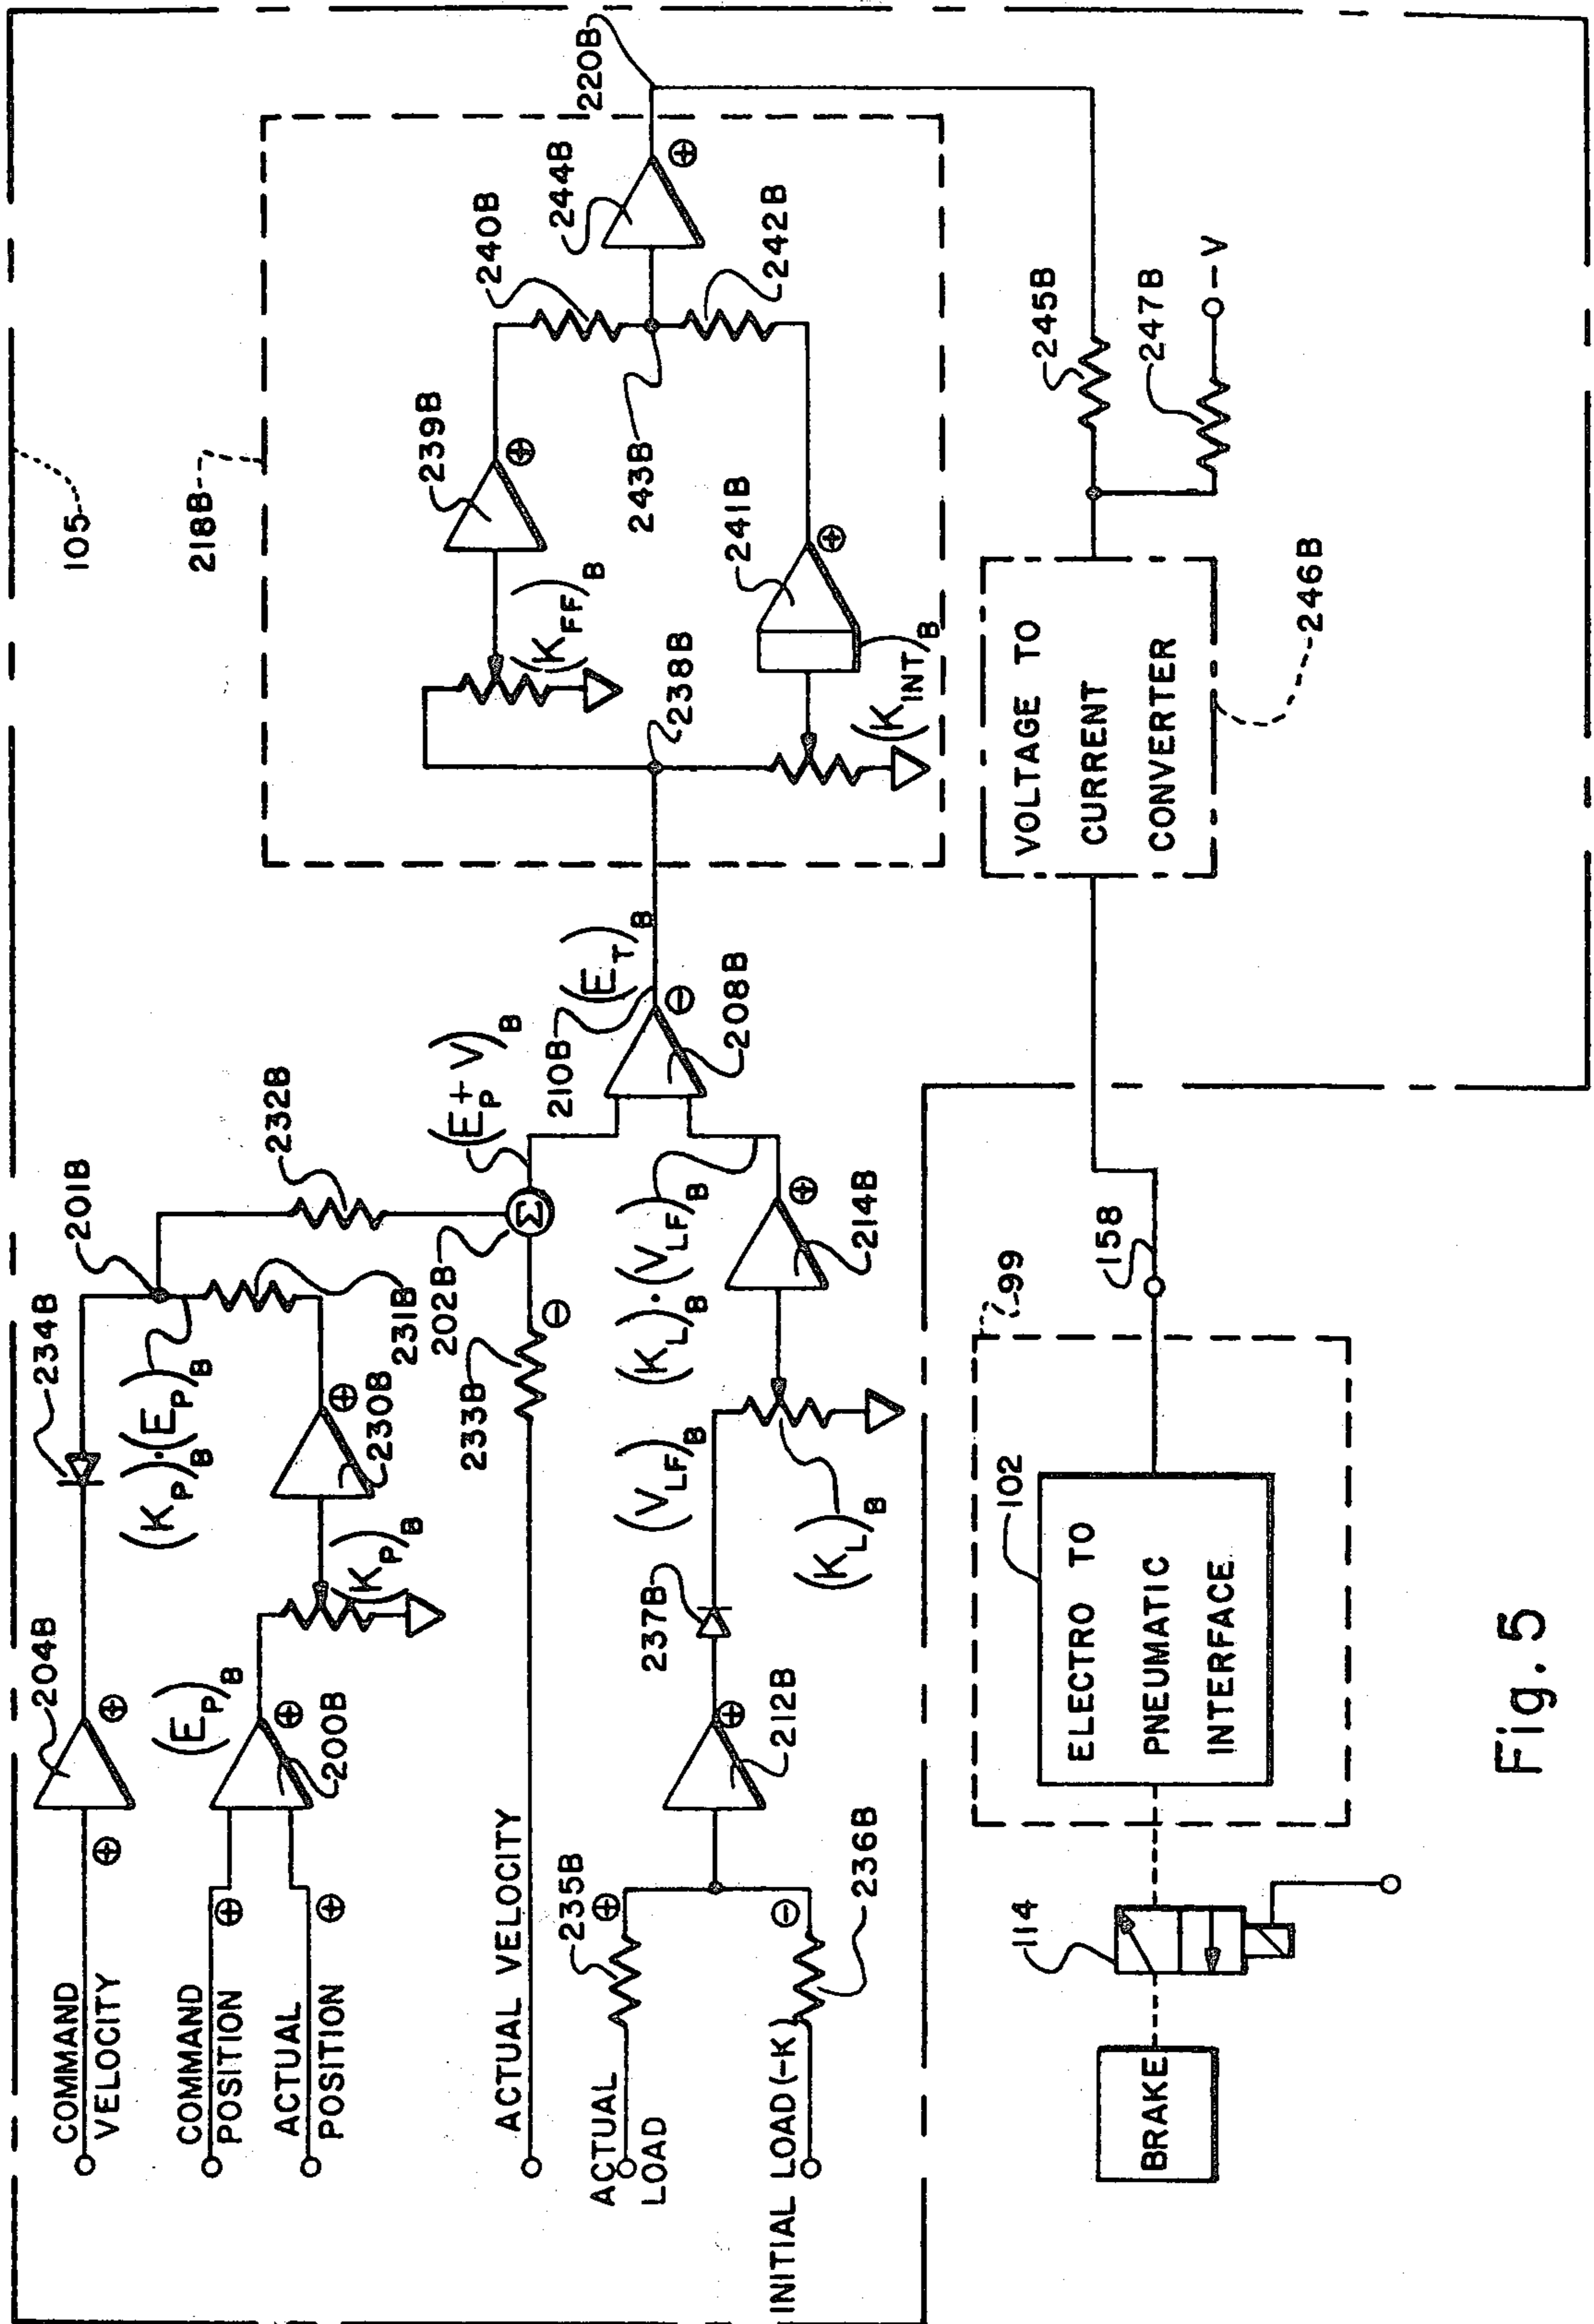 105
COMMAND
VELOCITY
204B
234B
201B
COMMAND
POSITION
ACTUAL
POSITION
(E_P)_B
200B
(K_P)_B
(K_P)_B·(E_P)_B
230B
231B
232B
ACTUAL VELOCITY
233B
202B
(E_P+V)_B
ACTUAL
LOAD
235B
INITIAL LOAD(-K)
236B
212B
237B
(V_LF)_B
(K_L)_B
(K_L)_B·(V_LF)_B
214B
210B
(E_T)_B
208B
218B
238B
(K_FF)_B
239B
240B
(K_INT)_B
241B
242B
243B
244B
220B
245B
247B
-V
VOLTAGE TO
CURRENT
CONVERTER
246B
158
99
102
ELECTRO TO
PNEUMATIC
INTERFACE
114
BRAKE
Fig. 5